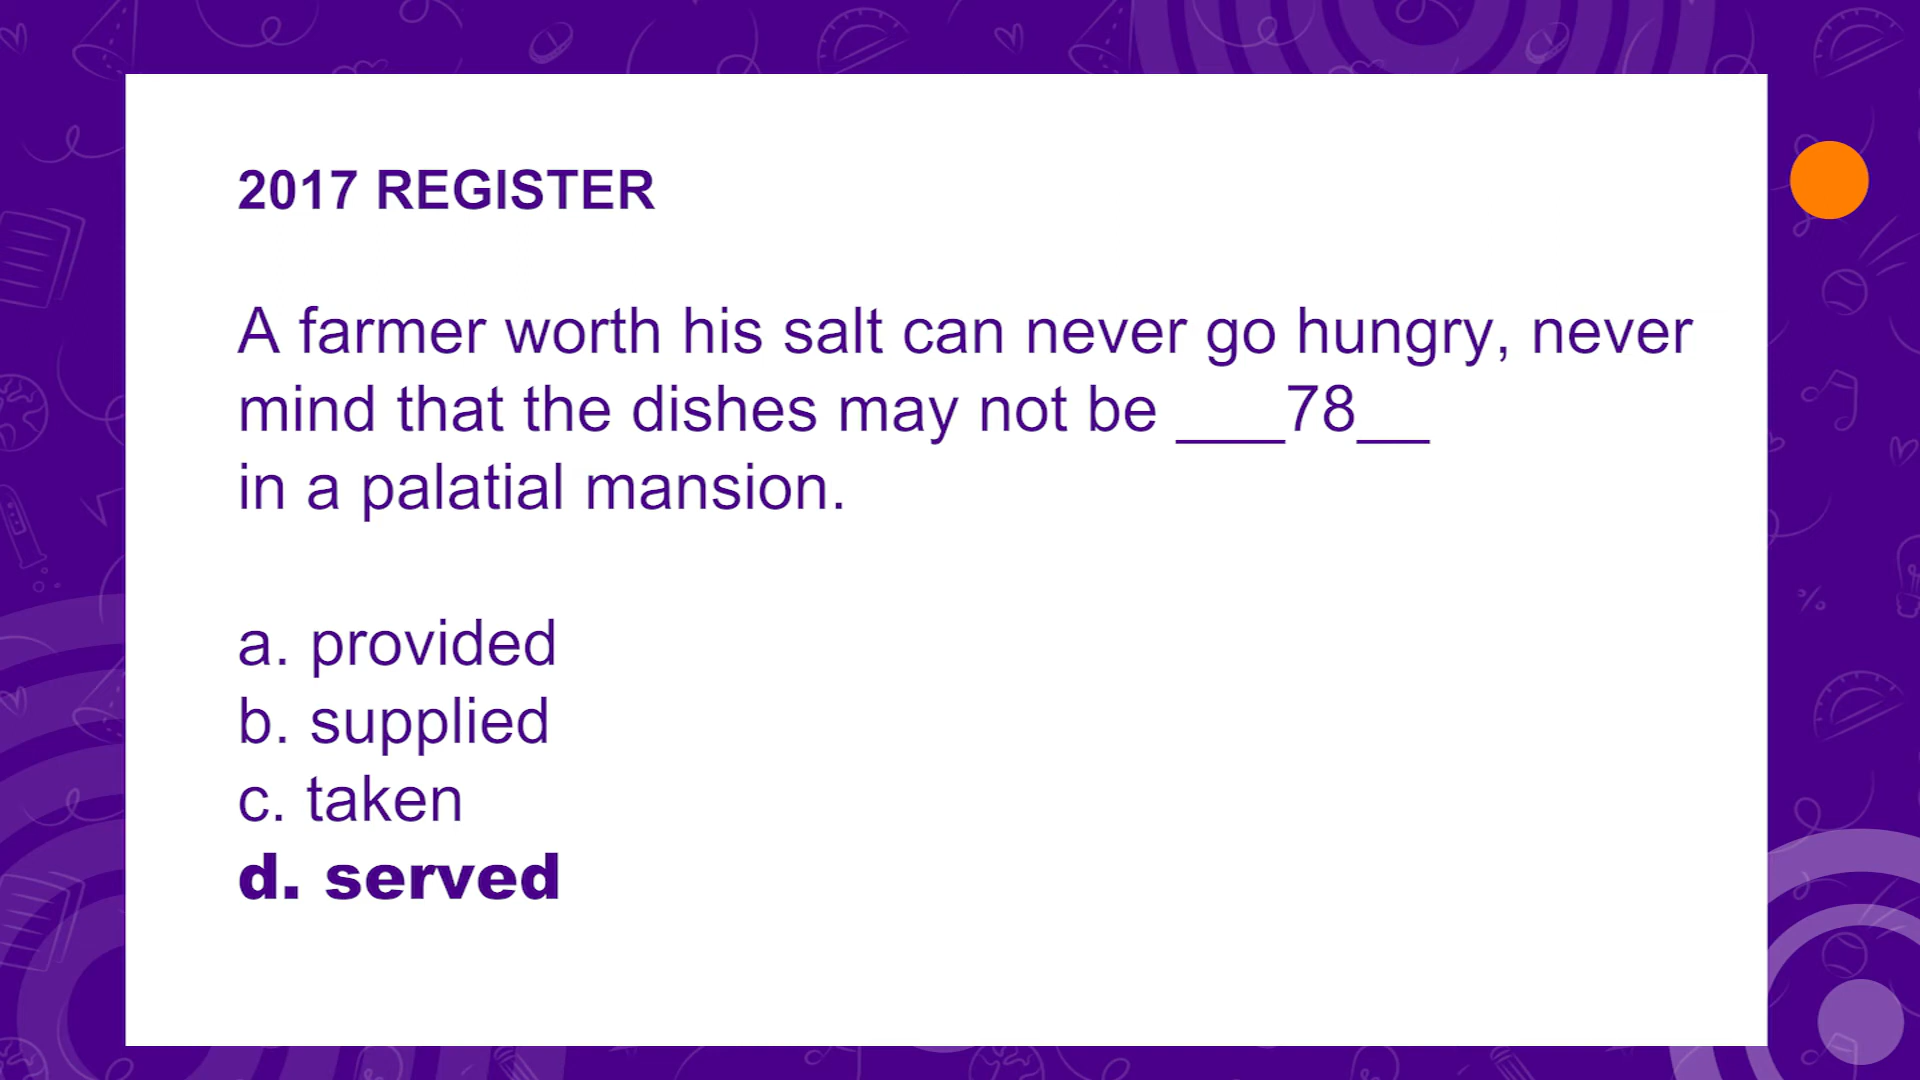 2017 REGISTER
A farmer worth his salt can never go hungry, never
mind that the dishes may not be ___78__
in a palatial mansion.
a. provided
b. supplied
c. taken
d. served